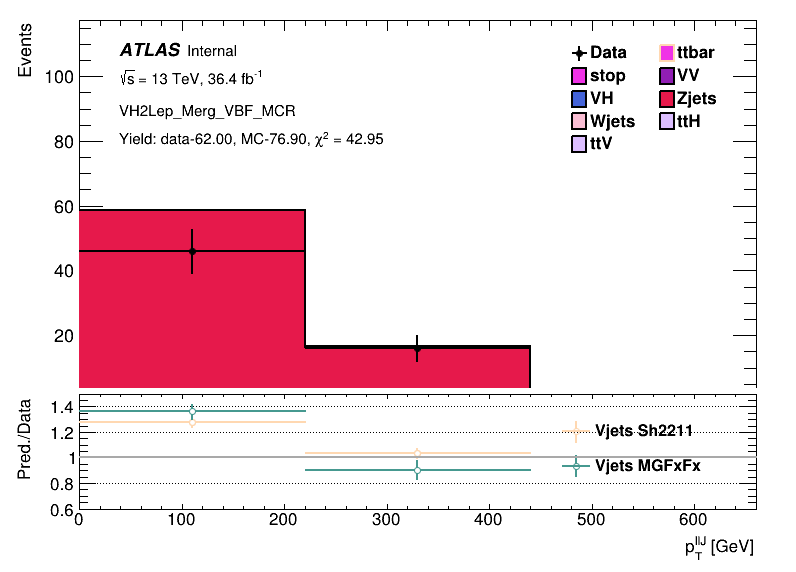 Events
ATLAS Internal
√s = 13 TeV, 36.4 fb⁻¹
VH2Lep_Merg_VBF_MCR
Yield: data-62.00, MC-76.90, χ² = 42.95
Data
ttbar
stop
VV
VH
Zjets
Wjets
ttH
ttV
100
80
60
40
20
Pred./Data
1.4
1.2
1
0.8
0.6
Vjets Sh2211
Vjets MGFxFx
0 100 200 300 400 500 600
p_T^llJ [GeV]